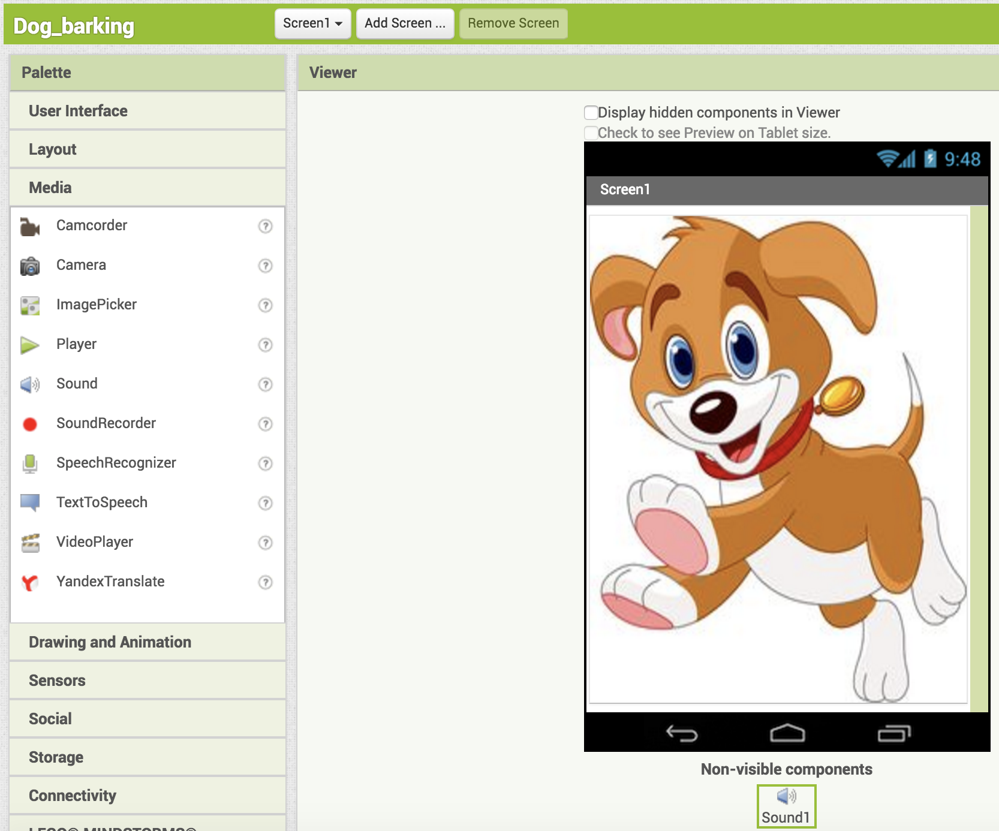 Dog_barking
Screen1
Add Screen ...
Remove Screen
Palette
User Interface
Layout
Media
Camcorder
?
Camera
?
ImagePicker
?
Player
?
Sound
?
SoundRecorder
?
SpeechRecognizer
?
TextToSpeech
?
VideoPlayer
?
YandexTranslate
?
Drawing and Animation
Sensors
Social
Storage
Connectivity
LEGO® MINDSTORMS®
Viewer
Display hidden components in Viewer
Check to see Preview on Tablet size.
9:48
Screen1
Non-visible components
Sound1